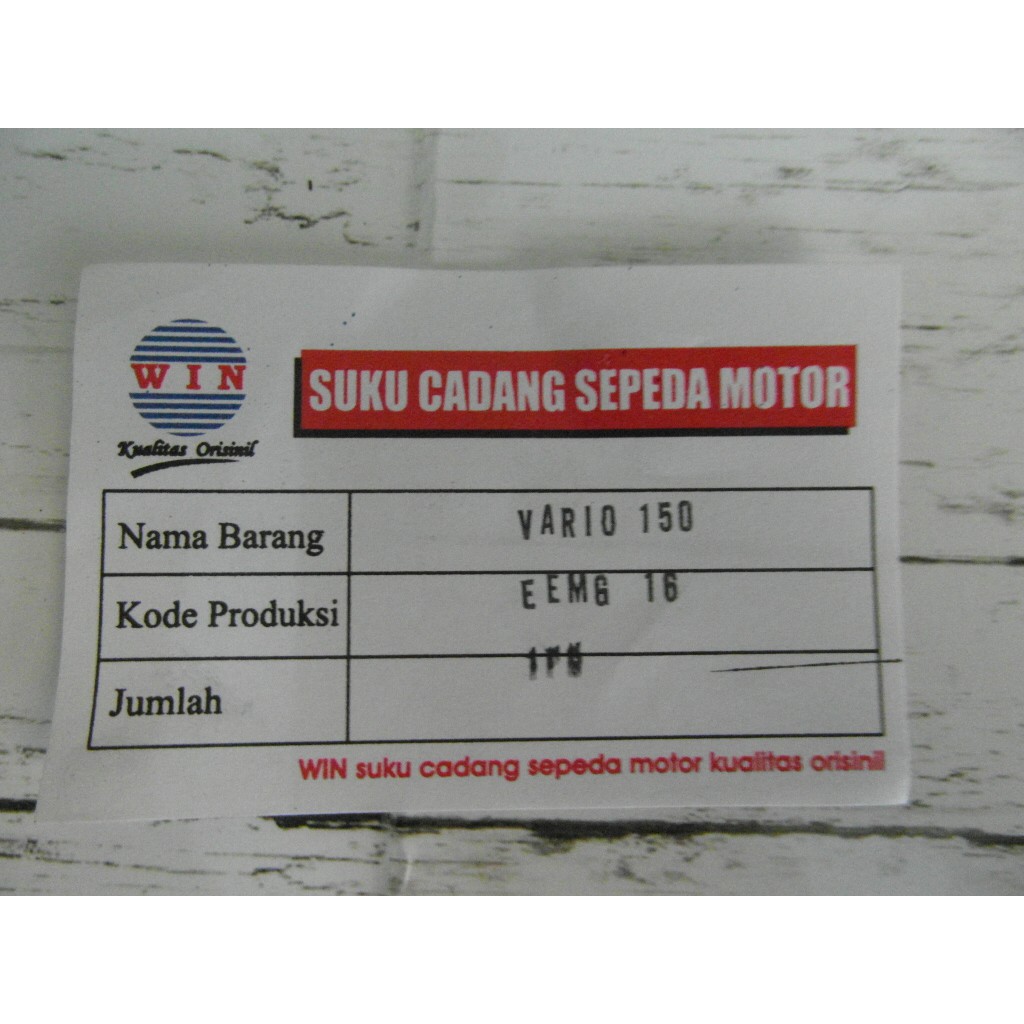 WIN
Kualitas Orisinil
SUKU CADANG SEPEDA MOTOR
Nama Barang VARIO 150
Kode Produksi EEMG 16
Jumlah
WIN suku cadang sepeda motor kualitas orisinil